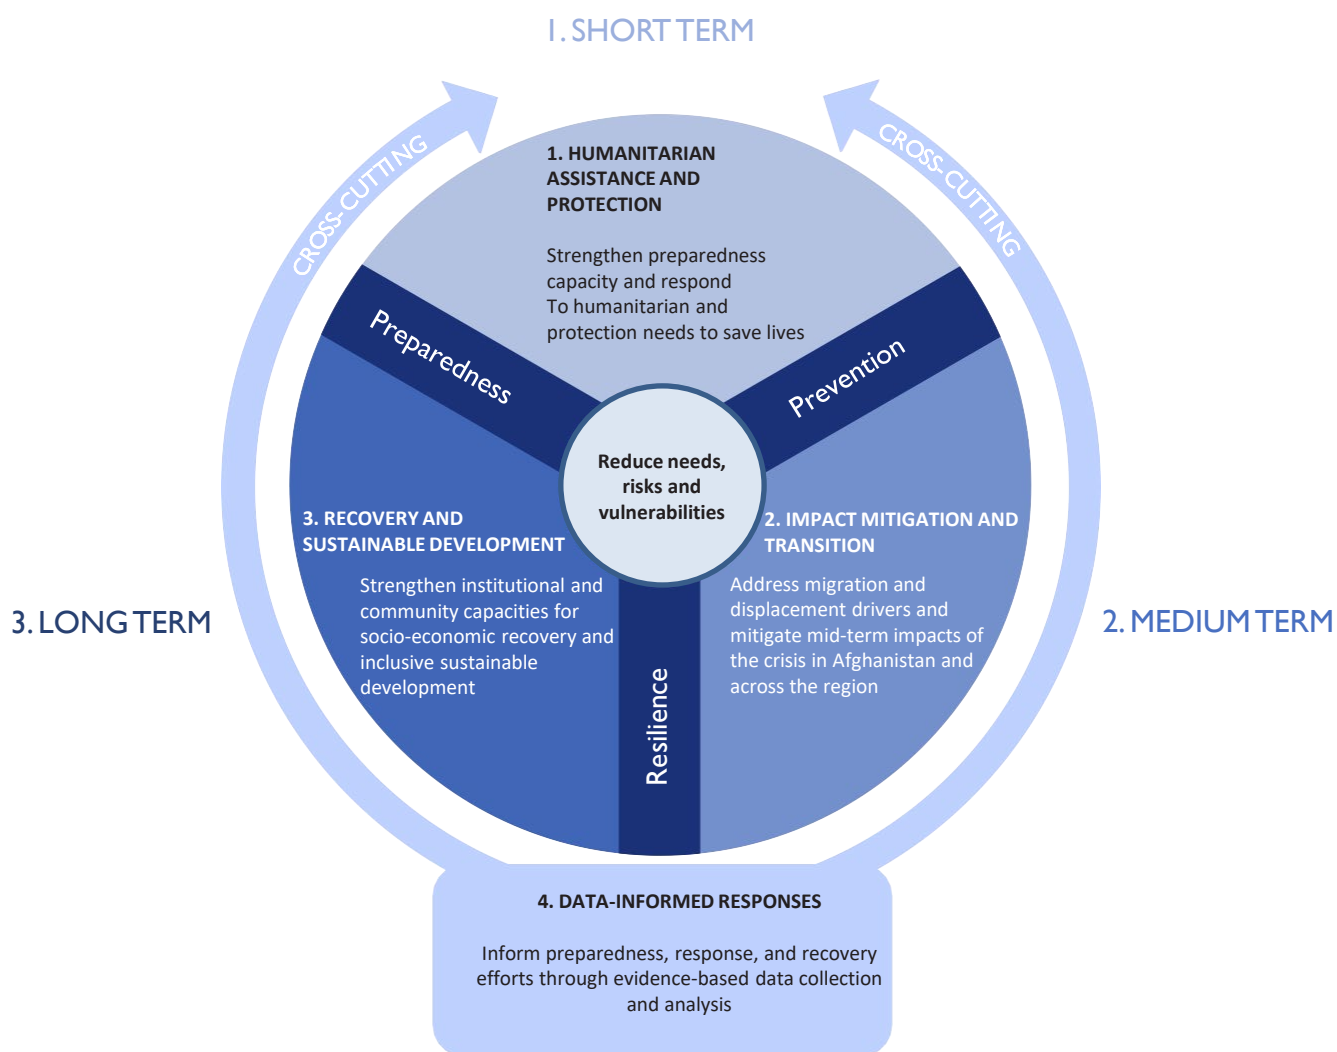 1. SHORT TERM
CROSS-CUTTING
CROSS-CUTTING
1. HUMANITARIAN
ASSISTANCE AND
PROTECTION
Strengthen preparedness
capacity and respond
To humanitarian and
protection needs to save lives
Preparedness
Prevention
Reduce needs,
risks and
vulnerabilities
3. RECOVERY AND
SUSTAINABLE DEVELOPMENT
Strengthen institutional and
community capacities for
socio-economic recovery and
inclusive sustainable
development
2. IMPACT MITIGATION AND
TRANSITION
Address migration and
displacement drivers and
mitigate mid-term impacts of
the crisis in Afghanistan and
across the region
3. LONG TERM
2. MEDIUM TERM
Resilience
4. DATA-INFORMED RESPONSES
Inform preparedness, response, and recovery
efforts through evidence-based data collection
and analysis